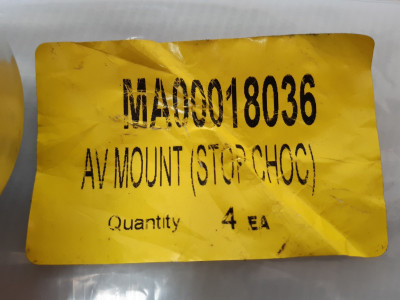 MA00018036
AV MOUNT (STOP CHOC)
Quantity 4 EA